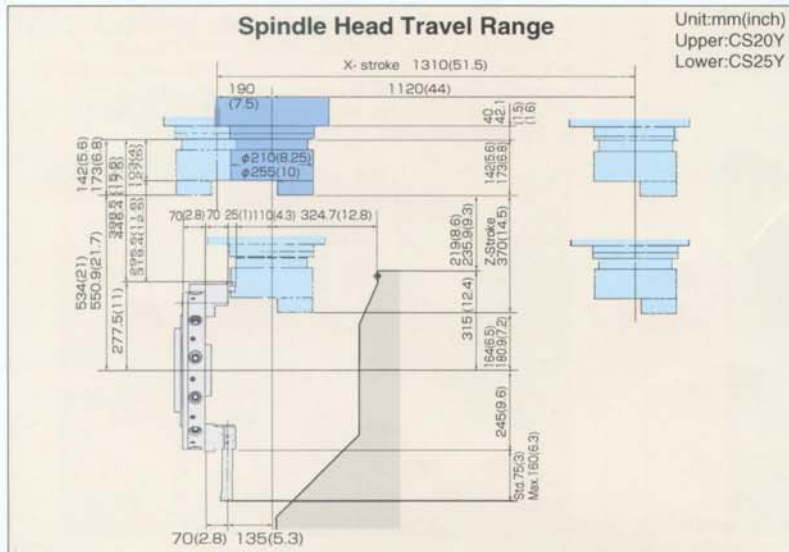 Spindle Head Travel Range
Unit:mm(inch)
Upper:CS20Y
Lower:CS25Y
X- stroke 1310(51.5)
190
(7.5)
1120(44)
40
42.1
(1.5)
(1.6)
142(5.6)
173(6.8)
φ210(8.25)
φ255(10)
142(5.6)
173(6.8)
70(2.8)
70
25(1)
110(4.3)
324.7(12.8)
219(8.6)
235.9(9.3)
Z-Stroke
370(14.5)
534(21)
550.9(21.7)
277.5(11)
315(12.4)
164(6.5)
180.9(7.2)
245(9.6)
Std.75(3)
Max.160(6.3)
70(2.8)
135(5.3)